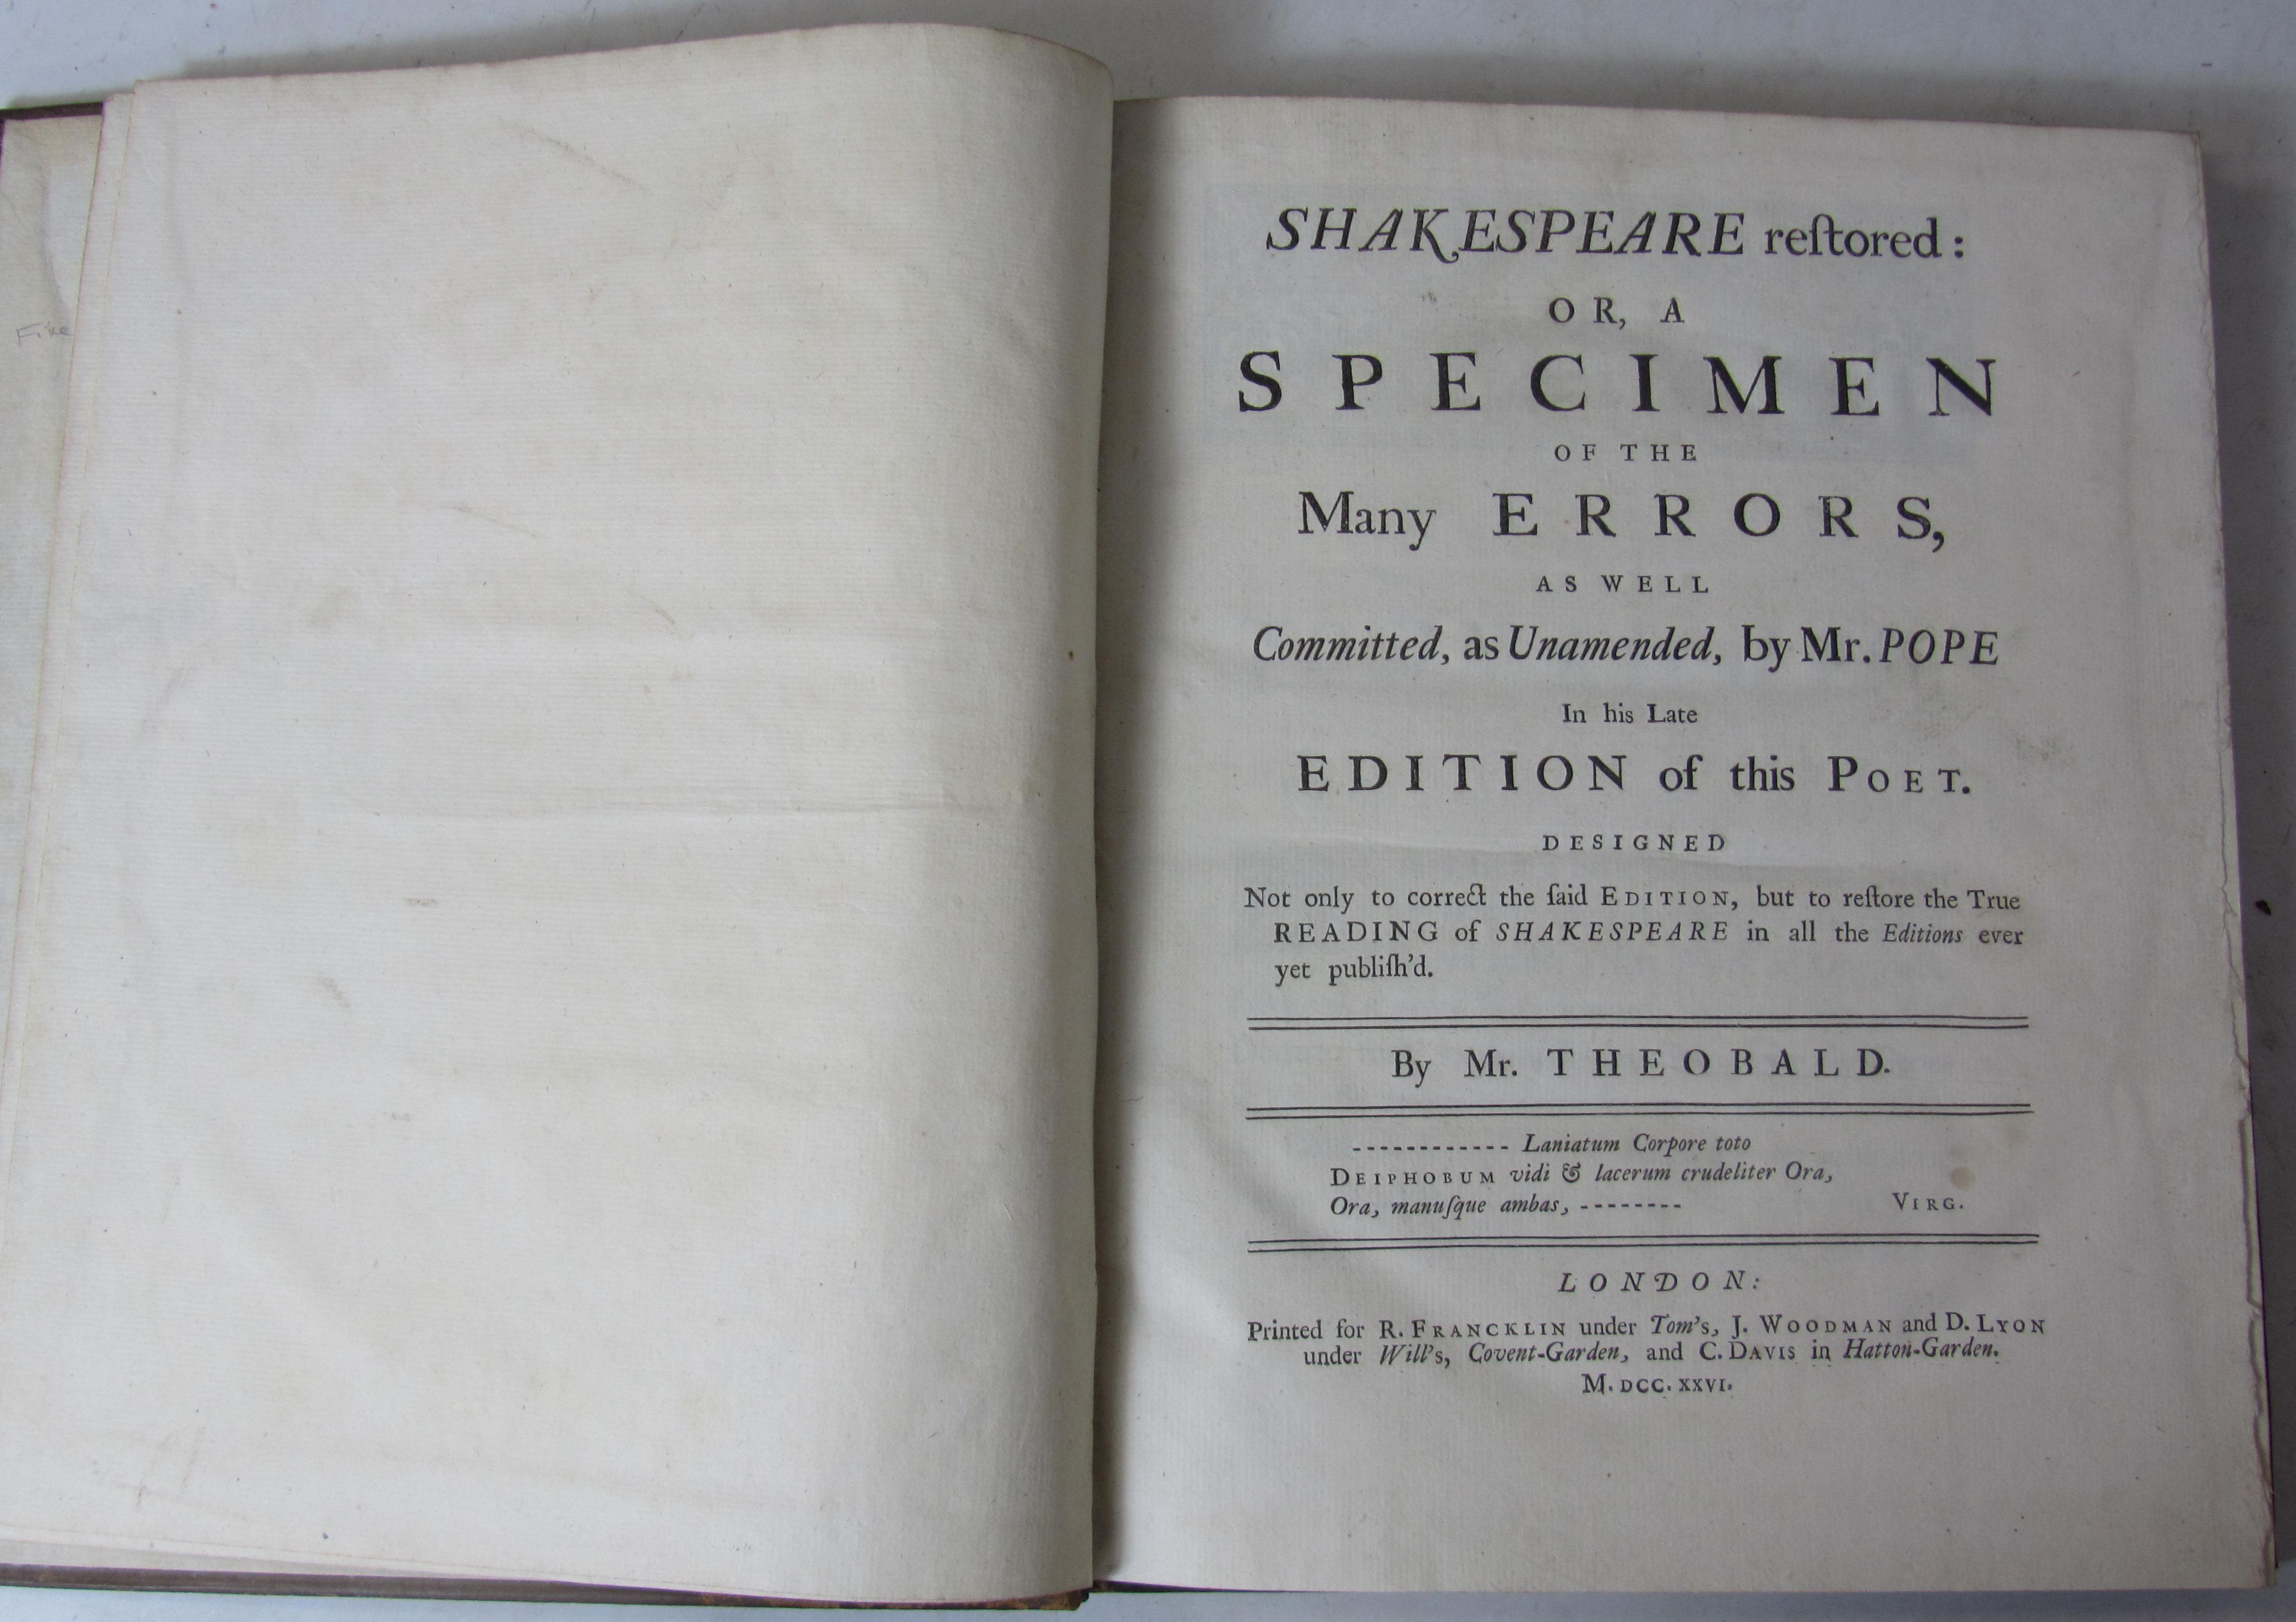 SHAKESPEARE reſtored:
OR, A
SPECIMEN
OF THE
Many ERRORS,
AS WELL
Committed, as Unamended, by Mr. POPE
In his Late
EDITION of this POET.
DESIGNED
Not only to correct the ſaid EDITION, but to reſtore the True
READING of SHAKESPEARE in all the Editions ever
yet publiſh'd.
By Mr. THEOBALD.
------------ Laniatum Corpore toto
DEIPHOBUM vidi & lacerum crudeliter Ora,
Ora, manuſque ambas, -------- VIRG.
LONDON:
Printed for R. FRANCKLIN under Tom's, J. WOODMAN and D. LYON
under Will's, Covent-Garden, and C. DAVIS in Hatton-Garden.
M. DCC. XXVI.